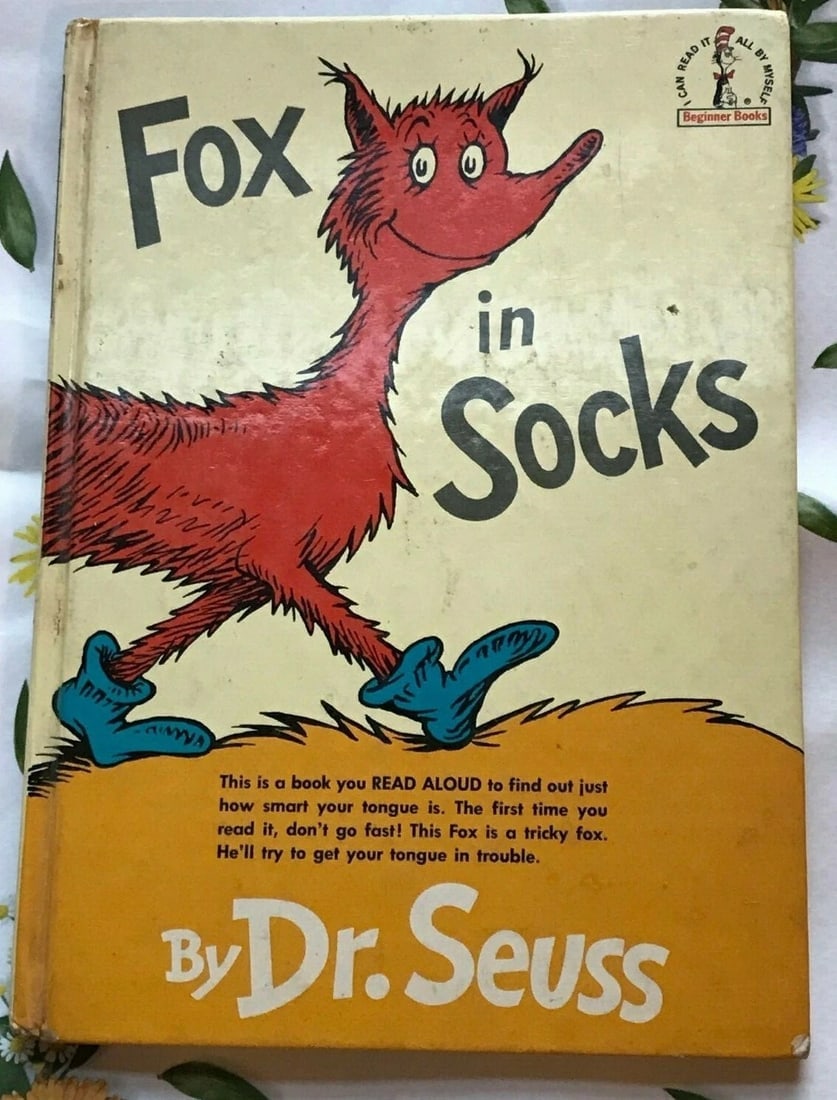 I CAN READ IT ALL BY MYSELF
®
Beginner Books
Fox
in
Socks
This is a book you READ ALOUD to find out just
how smart your tongue is. The first time you
read it, don't go fast! This Fox is a tricky fox.
He'll try to get your tongue in trouble.
By Dr. Seuss